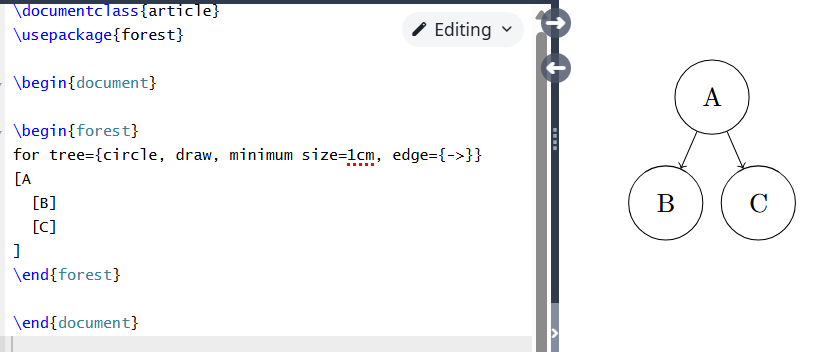 \documentclass{article}
\usepackage{forest}
Editing
\begin{document}
\begin{forest}
for tree={circle, draw, minimum size=1cm, edge={->}}
[A
[B]
[C]
]
\end{forest}
\end{document}
A
B C